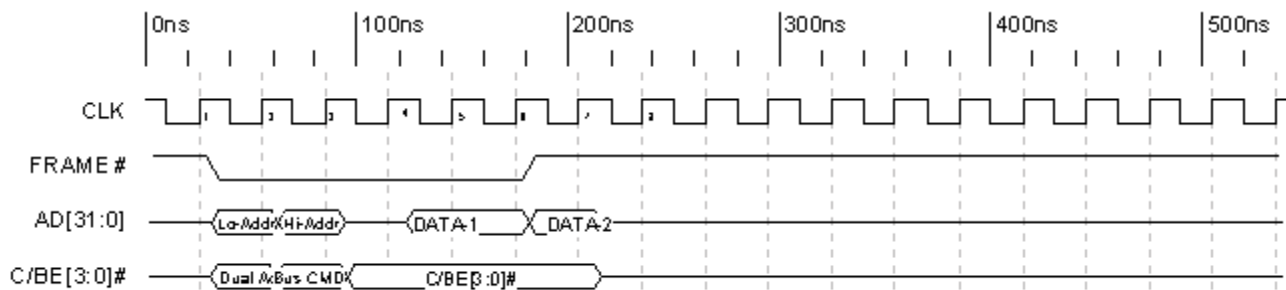 0ns 100ns 200ns 300ns 400ns 500ns
CLK 1 2 3 4 5 6 7 8
FRAME#
AD[31:0] Lo-Addr Hi-Addr DATA-1 DATA-2
C/BE[3:0]# Dual Ad Bus CMD C/BE[3:0]#